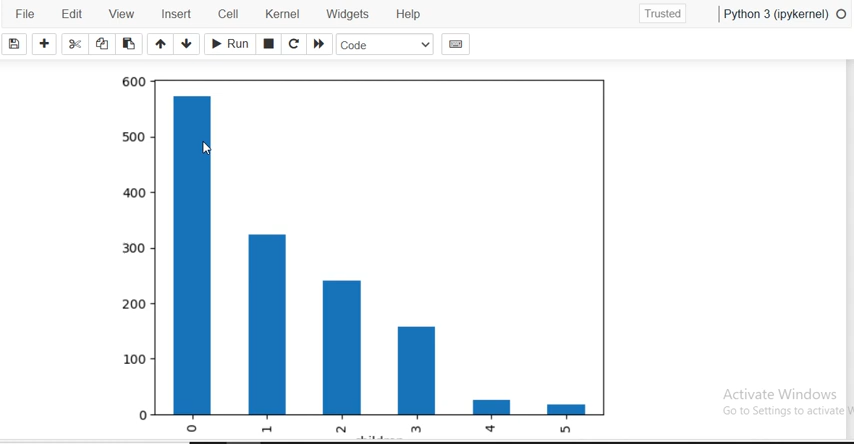 File Edit View Insert Cell Kernel Widgets Help Trusted Python 3 (ipykernel)
Run Code
600
500
400
300
200
100
0
0 1 2 3 4 5
Activate Windows
Go to Settings to activate